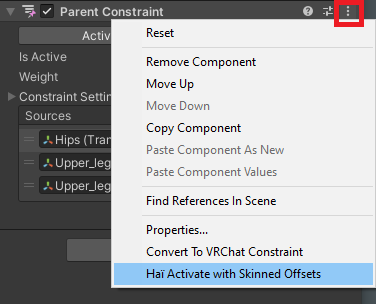 Parent Constraint
Activ
Reset
Is Active
Weight
Remove Component
Move Up
Constraint Settin
Move Down
Sources
Copy Component
Hips (Tran
Paste Component As New
Upper_leg
Paste Component Values
Upper_leg
Find References In Scene
Properties...
Convert To VRChat Constraint
Haï Activate with Skinned Offsets